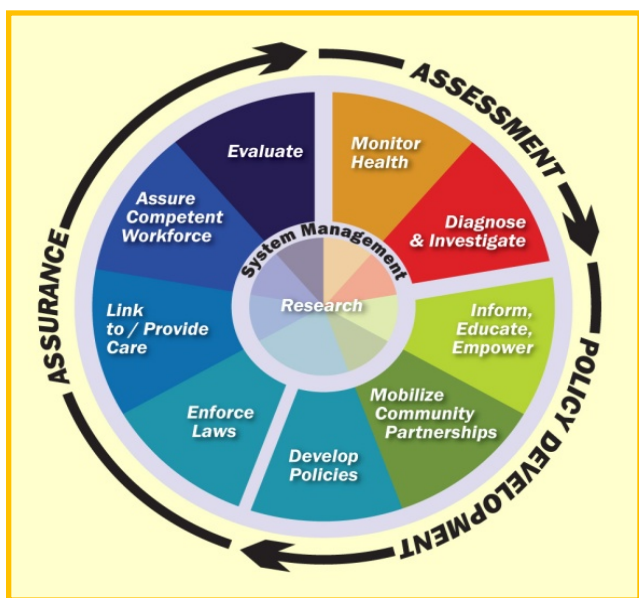 ASSESSMENT
Monitor
Health
Diagnose
& Investigate
POLICY DEVELOPMENT
Inform,
Educate,
Empower
Mobilize
Community
Partnerships
Develop
Policies
ASSURANCE
Enforce
Laws
Link
to / Provide
Care
Assure
Competent
Workforce
Evaluate
System Management
Research